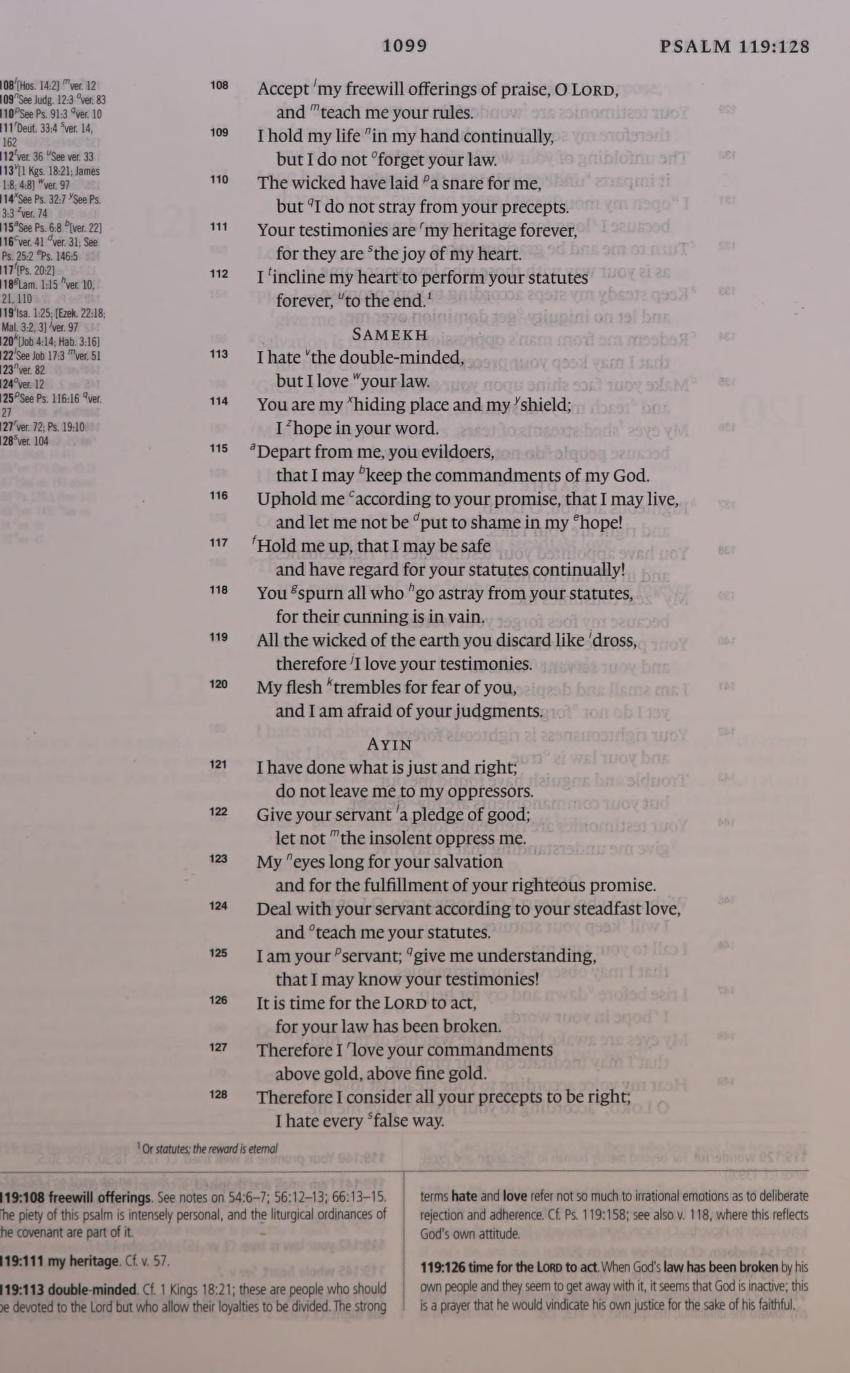 1099 PSALM 119:128
108 l[Hos. 14:2] m ver. 12
109 n See Judg. 12:3 o ver. 83
110 p See Ps. 91:3 q ver. 10
111 r Deut. 33:4 s ver. 14,
162
112 t ver. 36 u See ver. 33
113 v[1 Kgs. 18:21; James
1:8; 4:8] w ver. 97
114 x See Ps. 32:7 y See Ps.
3:3 z ver. 74
115 a See Ps. 6:8 b[ver. 22]
116 c ver. 41 d ver. 31; See
Ps. 25:2 e Ps. 146:5
117 f[Ps. 20:2]
118 g Lam. 1:15 h ver. 10,
21, 110
119 i Isa. 1:25; [Ezek. 22:18;
Mal. 3:2, 3] j ver. 97
120 k[Job 4:14; Hab. 3:16]
122 l See Job 17:3 m ver. 51
123 n ver. 82
124 o ver. 12
125 p See Ps. 116:16 q ver.
27
127 r ver. 72; Ps. 19:10
128 s ver. 104
108 Accept l my freewill offerings of praise, O LORD,
and m teach me your rules.
109 I hold my life n in my hand continually,
but I do not o forget your law.
110 The wicked have laid p a snare for me,
but q I do not stray from your precepts.
111 Your testimonies are r my heritage forever,
for they are s the joy of my heart.
112 I t incline my heart to perform your statutes
forever, u to the end.1
SAMEKH
113 I hate v the double-minded,
but I love w your law.
114 You are my x hiding place and my y shield;
I z hope in your word.
115 a Depart from me, you evildoers,
that I may b keep the commandments of my God.
116 Uphold me c according to your promise, that I may live,
and let me not be d put to shame in my e hope!
117 f Hold me up, that I may be safe
and have regard for your statutes continually!
118 You g spurn all who h go astray from your statutes,
for their cunning is in vain.
119 All the wicked of the earth you discard like i dross,
therefore j I love your testimonies.
120 My flesh k trembles for fear of you,
and I am afraid of your judgments.
AYIN
121 I have done what is just and right;
do not leave me to my oppressors.
122 Give your servant l a pledge of good;
let not m the insolent oppress me.
123 My n eyes long for your salvation
and for the fulfillment of your righteous promise.
124 Deal with your servant according to your steadfast love,
and o teach me your statutes.
125 I am your p servant; q give me understanding,
that I may know your testimonies!
126 It is time for the LORD to act,
for your law has been broken.
127 Therefore I r love your commandments
above gold, above fine gold.
128 Therefore I consider all your precepts to be right;
I hate every s false way.
1 Or statutes; the reward is eternal
119:108 freewill offerings. See notes on 54:6–7; 56:12–13; 66:13–15.
The piety of this psalm is intensely personal, and the liturgical ordinances of
the covenant are part of it.
119:111 my heritage. Cf. v. 57.
119:113 double-minded. Cf. 1 Kings 18:21; these are people who should
be devoted to the Lord but who allow their loyalties to be divided. The strong
terms hate and love refer not so much to irrational emotions as to deliberate
rejection and adherence. Cf. Ps. 119:158; see also v. 118, where this reflects
God's own attitude.
119:126 time for the LORD to act. When God's law has been broken by his
own people and they seem to get away with it, it seems that God is inactive; this
is a prayer that he would vindicate his own justice for the sake of his faithful.